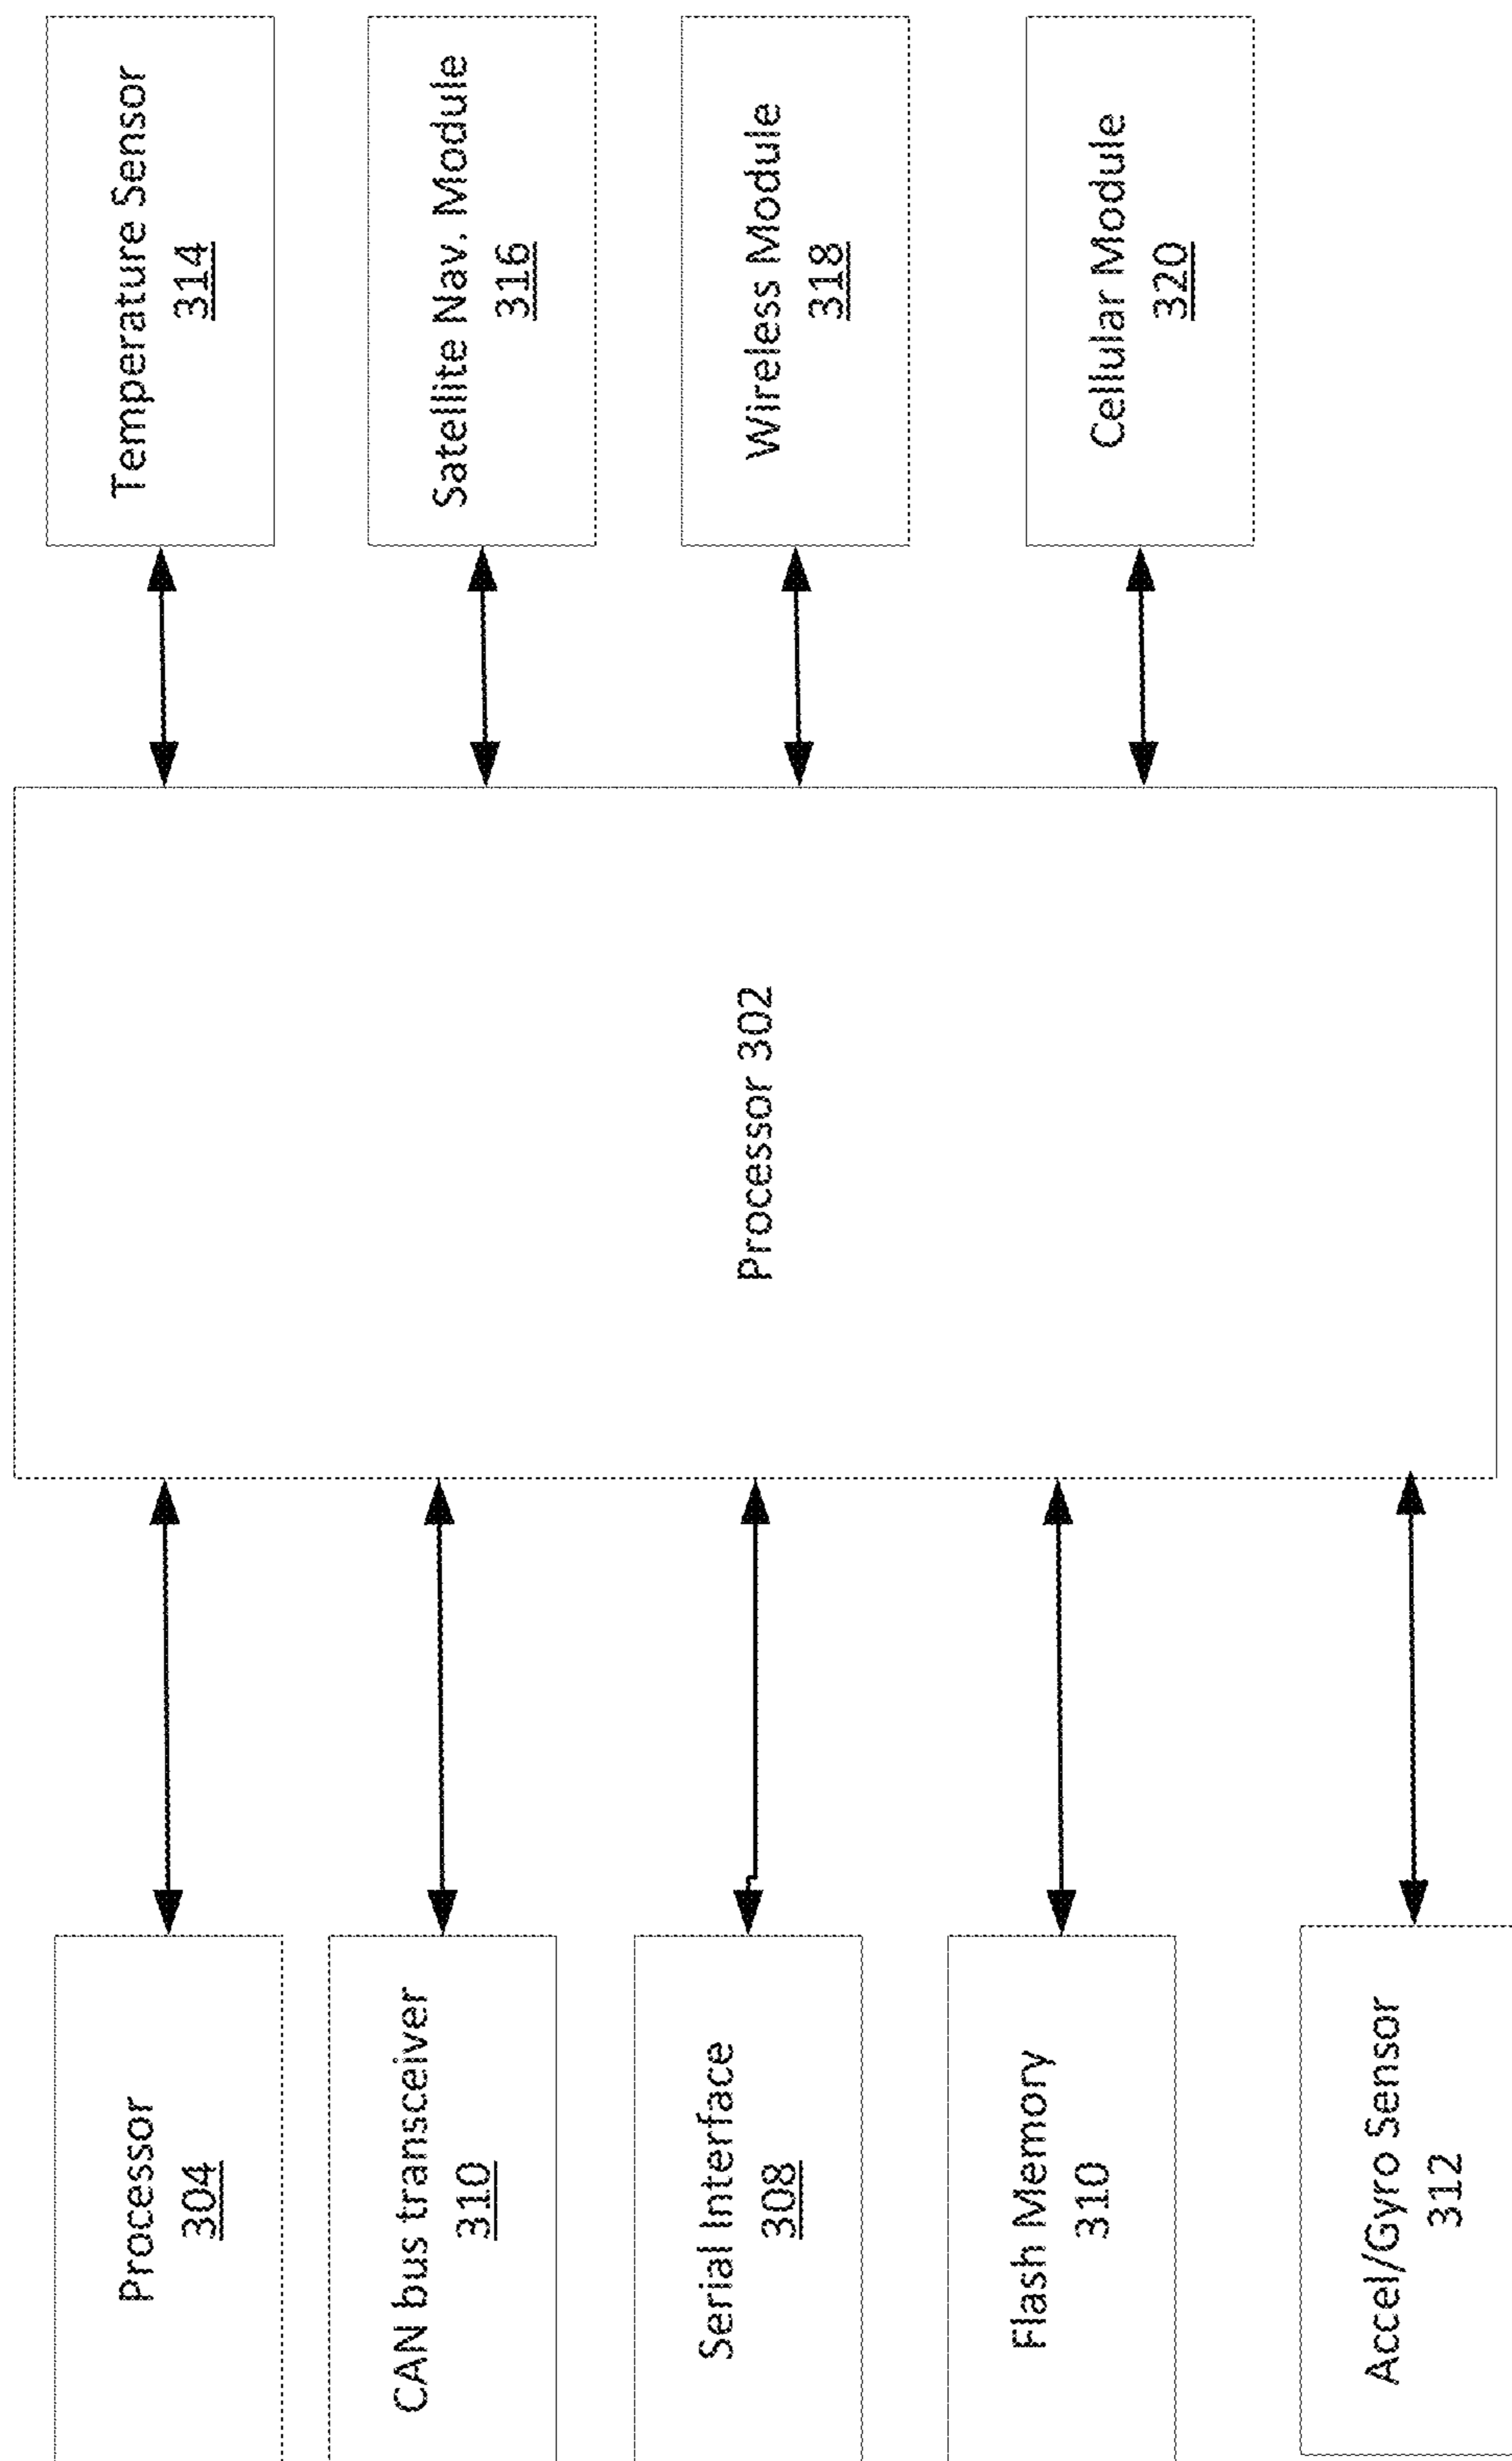 Processor
304
CAN bus transceiver
310
Serial Interface
308
Flash Memory
310
Accel/Gyro Sensor
312
Processor 302
Temperature Sensor
314
Satellite Nav. Module
316
Wireless Module
318
Cellular Module
320